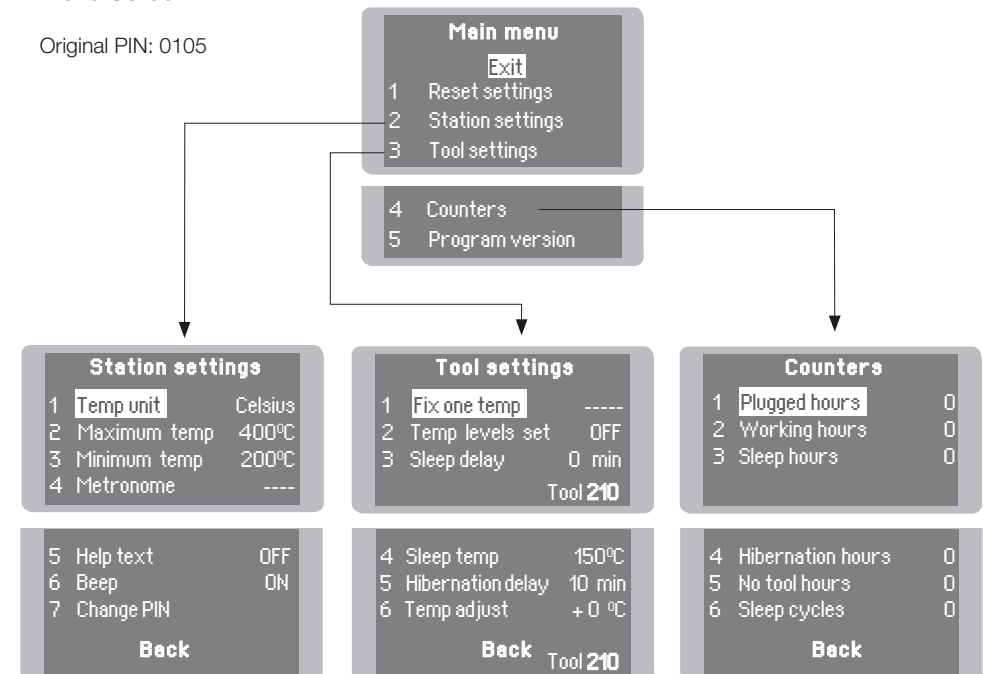 Original PIN: 0105
Main menu
Exit
1 Reset settings
2 Station settings
3 Tool settings
4 Counters
5 Program version
Station settings
1 Temp unit Celsius
2 Maximum temp 400ºC
3 Minimum temp 200ºC
4 Metronome ----
5 Help text OFF
6 Beep ON
7 Change PIN
Back
Tool settings
1 Fix one temp -----
2 Temp levels set OFF
3 Sleep delay 0 min
Tool 210
4 Sleep temp 150ºC
5 Hibernation delay 10 min
6 Temp adjust +0 ºC
Back
Tool 210
Counters
1 Plugged hours 0
2 Working hours 0
3 Sleep hours 0
4 Hibernation hours 0
5 No tool hours 0
6 Sleep cycles 0
Back